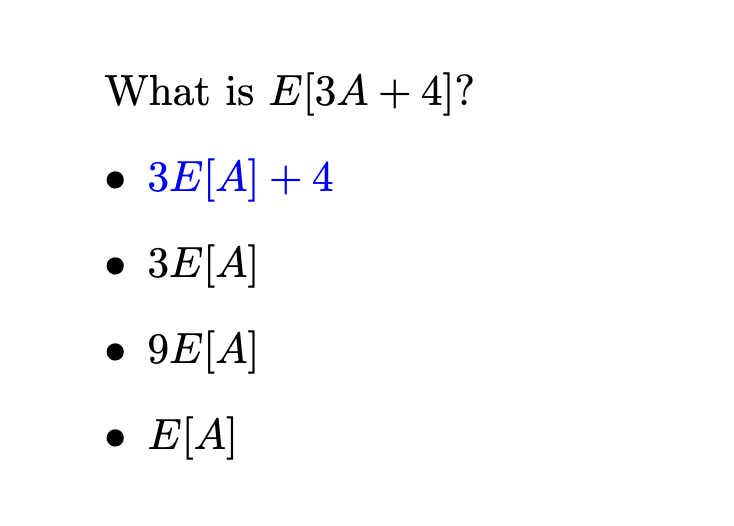 What is E[3A + 4]?
• 3E[A] + 4
• 3E[A]
• 9E[A]
• E[A]